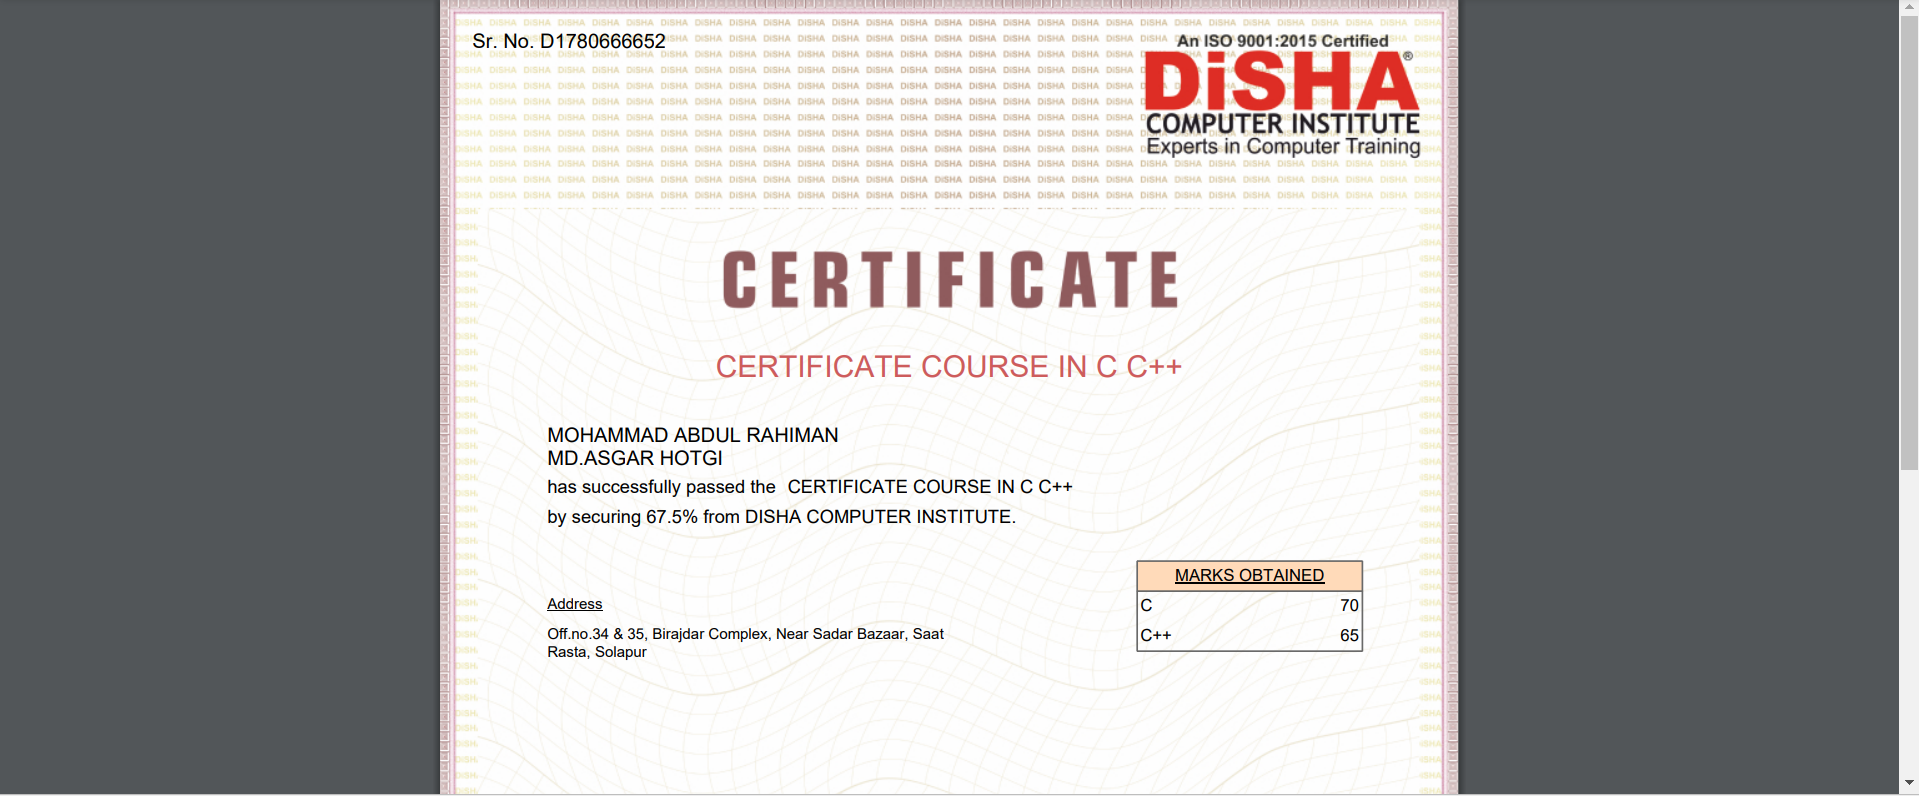 Sr. No. D1780666652
An ISO 9001:2015 Certified
DiSHA®
COMPUTER INSTITUTE
Experts in Computer Training
CERTIFICATE
CERTIFICATE COURSE IN C C++
MOHAMMAD ABDUL RAHIMAN
MD.ASGAR HOTGI
has successfully passed the CERTIFICATE COURSE IN C C++
by securing 67.5% from DISHA COMPUTER INSTITUTE.
MARKS OBTAINED
C 70
C++ 65
Address
Off.no.34 & 35, Birajdar Complex, Near Sadar Bazaar, Saat
Rasta, Solapur